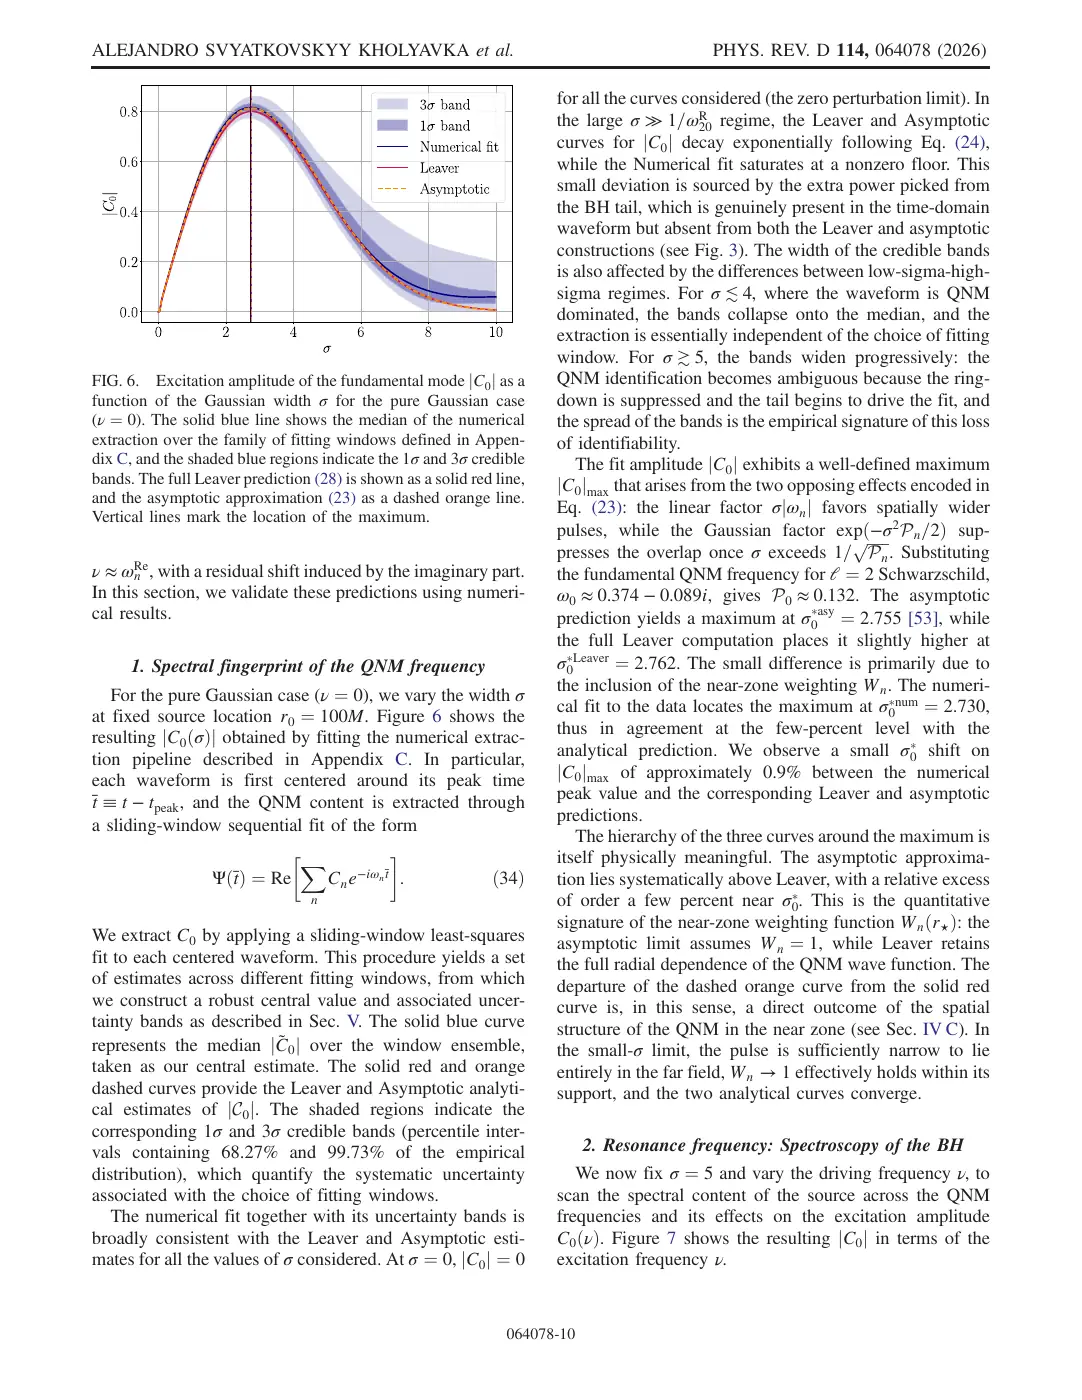 ALEJANDRO SVYATKOVSKYY KHOLYAVKA et al.
PHYS. REV. D 114, 064078 (2026)
0.8
0.6
0.4
0.2
0.0
|C₀|
0 2 4 6 8 10
σ
3σ band
1σ band
Numerical fit
Leaver
Asymptotic
FIG. 6. Excitation amplitude of the fundamental mode |C₀| as a
function of the Gaussian width σ for the pure Gaussian case
(ν = 0). The solid blue line shows the median of the numerical
extraction over the family of fitting windows defined in Appen-
dix C, and the shaded blue regions indicate the 1σ and 3σ credible
bands. The full Leaver prediction (28) is shown as a solid red line,
and the asymptotic approximation (23) as a dashed orange line.
Vertical lines mark the location of the maximum.
ν ≈ ωₙᴿᵉ, with a residual shift induced by the imaginary part.
In this section, we validate these predictions using numeri-
cal results.
1. Spectral fingerprint of the QNM frequency
For the pure Gaussian case (ν = 0), we vary the width σ
at fixed source location r₀ = 100M. Figure 6 shows the
resulting |C₀(σ)| obtained by fitting the numerical extrac-
tion pipeline described in Appendix C. In particular,
each waveform is first centered around its peak time
t̄ ≡ t − t_peak, and the QNM content is extracted through
a sliding-window sequential fit of the form
Ψ(t̄) = Re[∑ₙ Cₙe^{−iωₙt̄}]. (34)
We extract C₀ by applying a sliding-window least-squares
fit to each centered waveform. This procedure yields a set
of estimates across different fitting windows, from which
we construct a robust central value and associated uncer-
tainty bands as described in Sec. V. The solid blue curve
represents the median |C̃₀| over the window ensemble,
taken as our central estimate. The solid red and orange
dashed curves provide the Leaver and Asymptotic analyti-
cal estimates of |𝒞₀|. The shaded regions indicate the
corresponding 1σ and 3σ credible bands (percentile inter-
vals containing 68.27% and 99.73% of the empirical
distribution), which quantify the systematic uncertainty
associated with the choice of fitting windows.
The numerical fit together with its uncertainty bands is
broadly consistent with the Leaver and Asymptotic esti-
mates for all the values of σ considered. At σ = 0, |C₀| = 0
for all the curves considered (the zero perturbation limit). In
the large σ ≫ 1/ω₂₀ᴿ regime, the Leaver and Asymptotic
curves for |C₀| decay exponentially following Eq. (24),
while the Numerical fit saturates at a nonzero floor. This
small deviation is sourced by the extra power picked from
the BH tail, which is genuinely present in the time-domain
waveform but absent from both the Leaver and asymptotic
constructions (see Fig. 3). The width of the credible bands
is also affected by the differences between low-sigma-high-
sigma regimes. For σ ≲ 4, where the waveform is QNM
dominated, the bands collapse onto the median, and the
extraction is essentially independent of the choice of fitting
window. For σ ≳ 5, the bands widen progressively: the
QNM identification becomes ambiguous because the ring-
down is suppressed and the tail begins to drive the fit, and
the spread of the bands is the empirical signature of this loss
of identifiability.
The fit amplitude |C₀| exhibits a well-defined maximum
|C₀|_max that arises from the two opposing effects encoded in
Eq. (23): the linear factor σ|ωₙ| favors spatially wider
pulses, while the Gaussian factor exp(−σ²𝒫ₙ/2) sup-
presses the overlap once σ exceeds 1/√𝒫ₙ. Substituting
the fundamental QNM frequency for ℓ = 2 Schwarzschild,
ω₀ ≈ 0.374 − 0.089i, gives 𝒫₀ ≈ 0.132. The asymptotic
prediction yields a maximum at σ₀^{*asy} = 2.755 [53], while
the full Leaver computation places it slightly higher at
σ₀^{*Leaver} = 2.762. The small difference is primarily due to
the inclusion of the near-zone weighting Wₙ. The numeri-
cal fit to the data locates the maximum at σ₀^{*num} = 2.730,
thus in agreement at the few-percent level with the
analytical prediction. We observe a small σ₀^* shift on
|C₀|_max of approximately 0.9% between the numerical
peak value and the corresponding Leaver and asymptotic
predictions.
The hierarchy of the three curves around the maximum is
itself physically meaningful. The asymptotic approxima-
tion lies systematically above Leaver, with a relative excess
of order a few percent near σ₀^*. This is the quantitative
signature of the near-zone weighting function Wₙ(r⋆): the
asymptotic limit assumes Wₙ = 1, while Leaver retains
the full radial dependence of the QNM wave function. The
departure of the dashed orange curve from the solid red
curve is, in this sense, a direct outcome of the spatial
structure of the QNM in the near zone (see Sec. IV C). In
the small-σ limit, the pulse is sufficiently narrow to lie
entirely in the far field, Wₙ → 1 effectively holds within its
support, and the two analytical curves converge.
2. Resonance frequency: Spectroscopy of the BH
We now fix σ = 5 and vary the driving frequency ν, to
scan the spectral content of the source across the QNM
frequencies and its effects on the excitation amplitude
C₀(ν). Figure 7 shows the resulting |C₀| in terms of the
excitation frequency ν.
064078-10